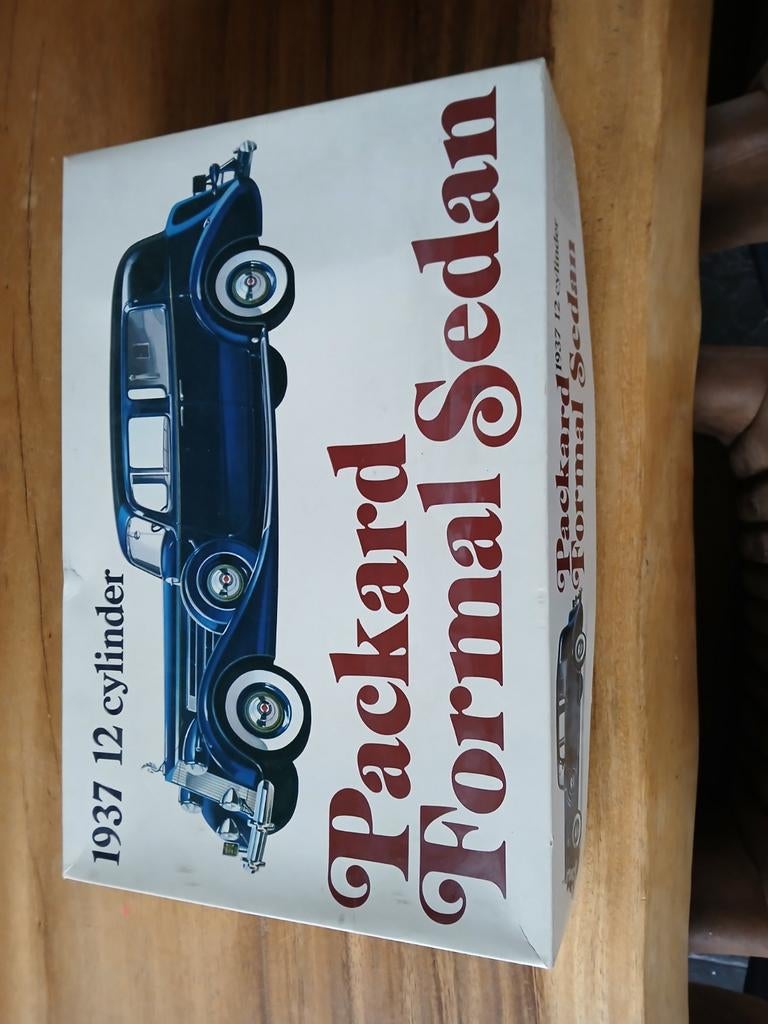 1937 12 cylinder
Packard
Formal Sedan
Packard 1937 12 cylinder
Formal Sedan